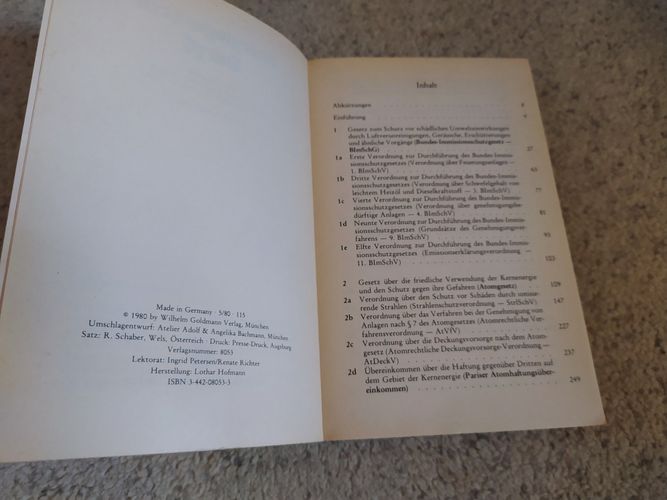 Made in Germany · 5/80 · 115
© 1980 by Wilhelm Goldmann Verlag, München
Umschlagentwurf: Atelier Adolf & Angelika Bachmann, München
Satz: R. Schaber, Wels, Österreich · Druck: Presse-Druck, Augsburg
Verlagsnummer: 8053
Lektorat: Ingrid Petersen/Renate Richter
Herstellung: Lothar Hofmann
ISBN 3-442-08053-3
Inhalt
Abkürzungen
Einführung
1 Gesetz zum Schutz vor schädlichen Umwelteinwirkungen
durch Luftverunreinigungen, Geräusche, Erschütterungen
und ähnliche Vorgänge (Bundes-Immissionsschutzgesetz —
BImSchG) 27
1a Erste Verordnung zur Durchführung des Bundes-Immis-
sionsschutzgesetzes (Verordnung über Feuerungsanlagen —
1. BImSchV)
1b Dritte Verordnung zur Durchführung des Bundes-Immis-
sionsschutzgesetzes (Verordnung über Schwefelgehalt von
leichtem Heizöl und Dieselkraftstoff — 3. BImSchV) 77
1c Vierte Verordnung zur Durchführung des Bundes-Immis-
sionsschutzgesetzes (Verordnung über genehmigungsbe-
dürftige Anlagen — 4. BImSchV) 81
1d Neunte Verordnung zur Durchführung des Bundes-Immis-
sionsschutzgesetzes (Grundsätze des Genehmigungsver-
fahrens — 9. BImSchV) 93
1e Elfte Verordnung zur Durchführung des Bundes-Immis-
sionsschutzgesetzes (Emissionserklärungsverordnung —
11. BImSchV) 103
2 Gesetz über die friedliche Verwendung der Kernenergie
und den Schutz gegen ihre Gefahren (Atomgesetz) 109
2a Verordnung über den Schutz vor Schäden durch ionisie-
rende Strahlen (Strahlenschutzverordnung — StrlSchV) 147
2b Verordnung über das Verfahren bei der Genehmigung von
Anlagen nach § 7 des Atomgesetzes (Atomrechtliche Ver-
fahrensverordnung — AtVfV) 227
2c Verordnung über die Deckungsvorsorge nach dem Atom-
gesetz (Atomrechtliche Deckungsvorsorge-Verordnung —
AtDeckV) 237
2d Übereinkommen über die Haftung gegenüber Dritten auf
dem Gebiet der Kernenergie (Pariser Atomhaftungsüber-
einkommen) 249